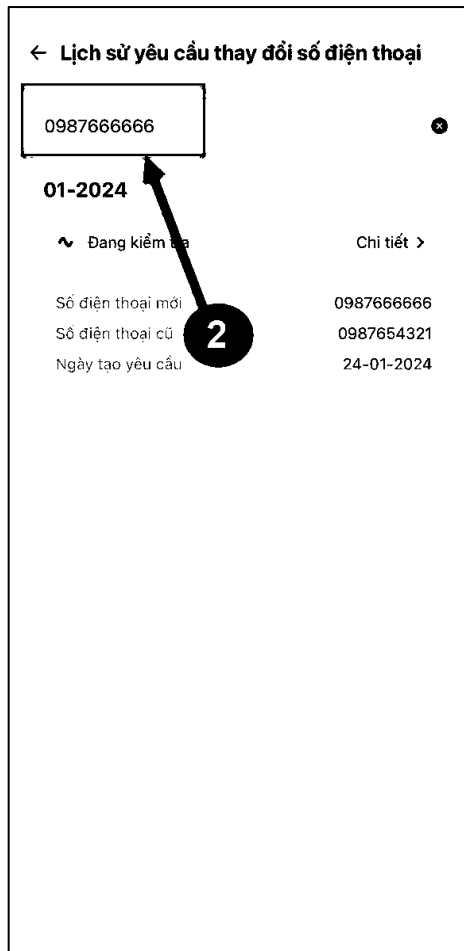 ← Lịch sử yêu cầu thay đổi số điện thoại
0987666666
01-2024
Đang kiểm tra Chi tiết >
Số điện thoại mới 0987666666
Số điện thoại cũ 0987654321
2
Ngày tạo yêu cầu 24-01-2024